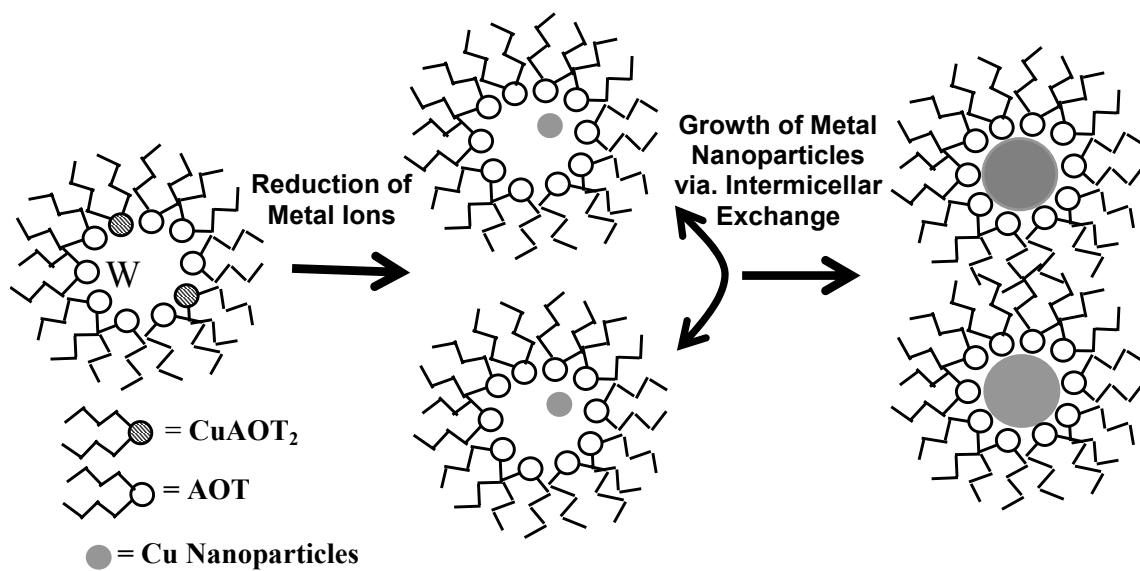 Reduction of
Metal Ions
Growth of Metal
Nanoparticles
via. Intermicellar
Exchange
W
= CuAOT₂
= AOT
= Cu Nanoparticles